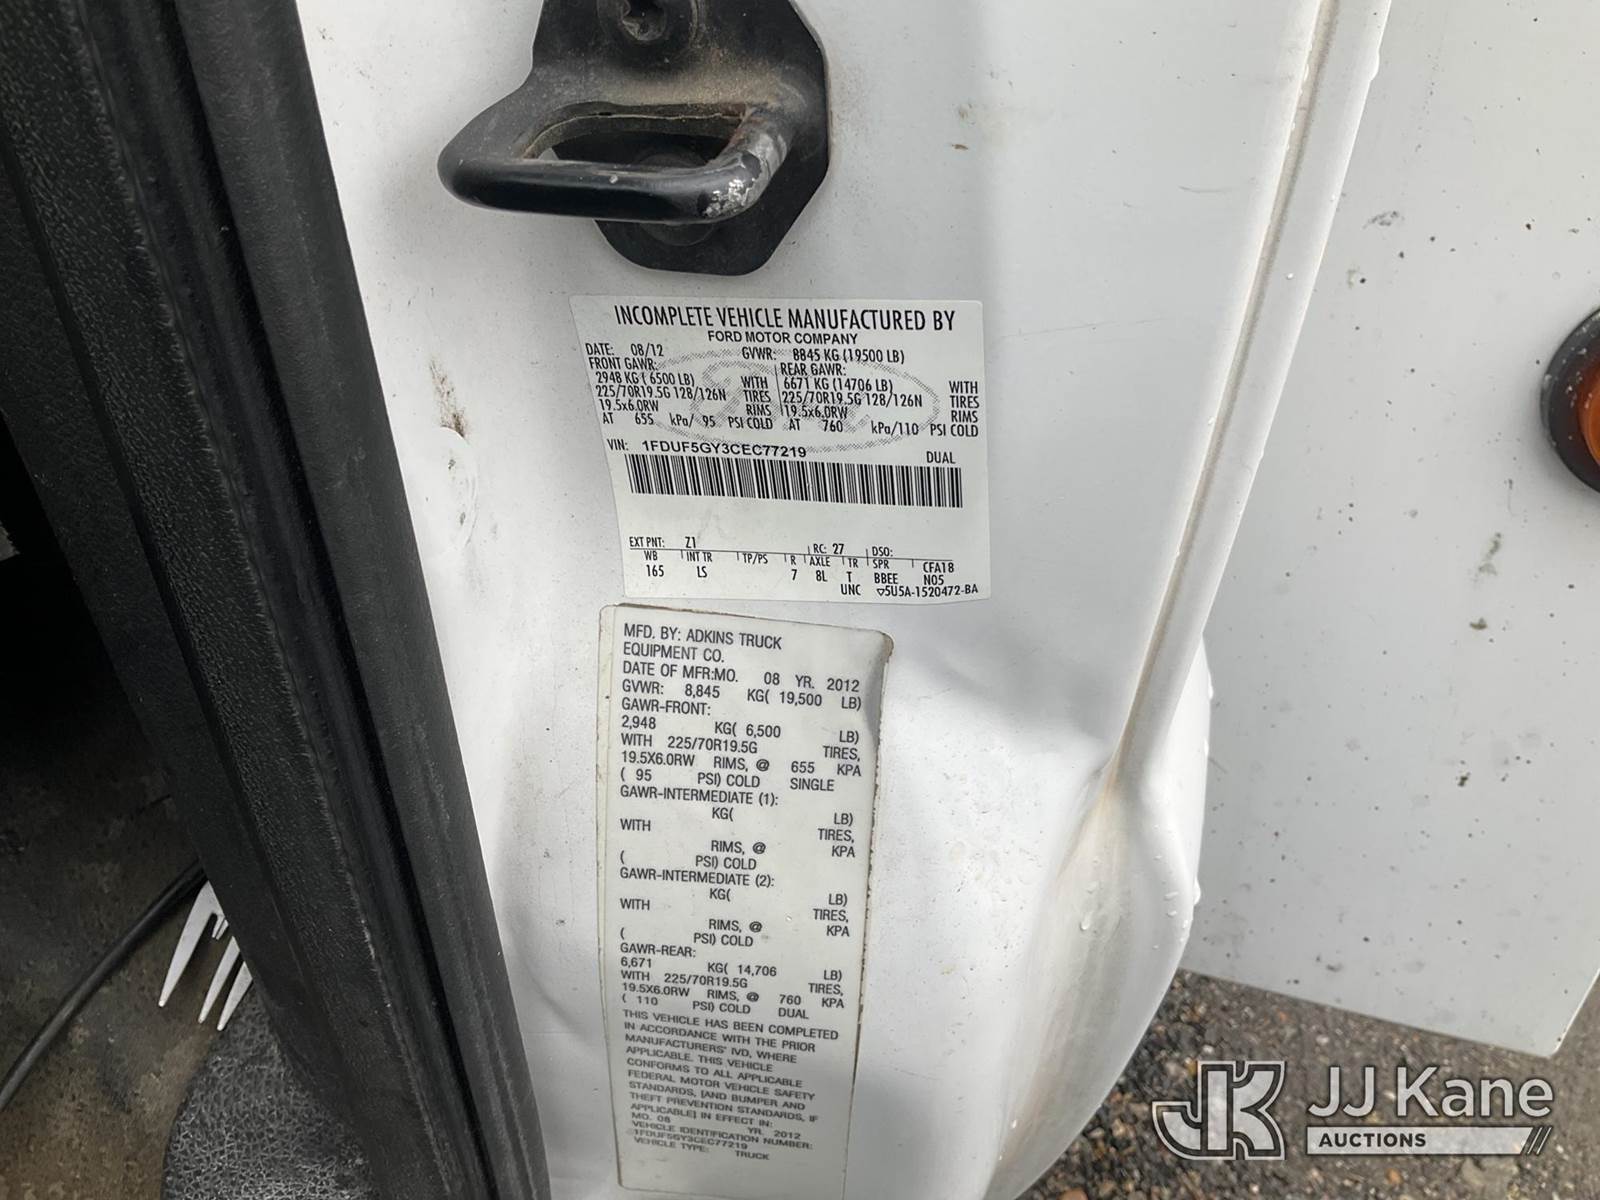 INCOMPLETE VEHICLE MANUFACTURED BY
FORD MOTOR COMPANY
DATE: 08/12 GVWR: 8845 KG (19500 LB)
FRONT GAWR: REAR GAWR:
2948 KG ( 6500 LB) WITH 6671 KG (14706 LB) WITH
225/70R19.5G 128/126N TIRES 225/70R19.5G 128/126N TIRES
19.5x6.0RW RIMS 19.5x6.0RW RIMS
AT 655 kPa/ 95 PSI COLD AT 760 kPa/110 PSI COLD
VIN: 1FDUF5GY3CEC77219 DUAL
EXT PNT: Z1 RC: 27 DSO:
WB INT TR TP/PS R AXLE TR SPR CFA18
165 LS 7 8L T BBEE N05
UNC ▽5U5A-1520472-BA
MFD. BY: ADKINS TRUCK
EQUIPMENT CO.
DATE OF MFR:MO. 08 YR. 2012
GVWR: 8,845 KG( 19,500 LB)
GAWR-FRONT:
2,948 KG( 6,500 LB)
WITH 225/70R19.5G TIRES,
19.5X6.0RW RIMS, @ 655 KPA
( 95 PSI) COLD SINGLE
GAWR-INTERMEDIATE (1):
KG( LB)
WITH TIRES,
RIMS, @ KPA
( PSI) COLD
GAWR-INTERMEDIATE (2):
KG( LB)
WITH TIRES,
RIMS, @ KPA
( PSI) COLD
GAWR-REAR:
6,671 KG( 14,706 LB)
WITH 225/70R19.5G TIRES,
19.5X6.0RW RIMS, @ 760 KPA
( 110 PSI) COLD DUAL
THIS VEHICLE HAS BEEN COMPLETED
IN ACCORDANCE WITH THE PRIOR
MANUFACTURERS' IVD, WHERE
APPLICABLE. THIS VEHICLE
CONFORMS TO ALL APPLICABLE
FEDERAL MOTOR VEHICLE SAFETY
STANDARDS, [AND BUMPER AND
THEFT PREVENTION STANDARDS, IF
APPLICABLE] IN EFFECT IN:
MO. 08 YR. 2012
VEHICLE IDENTIFICATION NUMBER:
1FDUF5GY3CEC77219
VEHICLE TYPE: TRUCK
JK JJ Kane
AUCTIONS